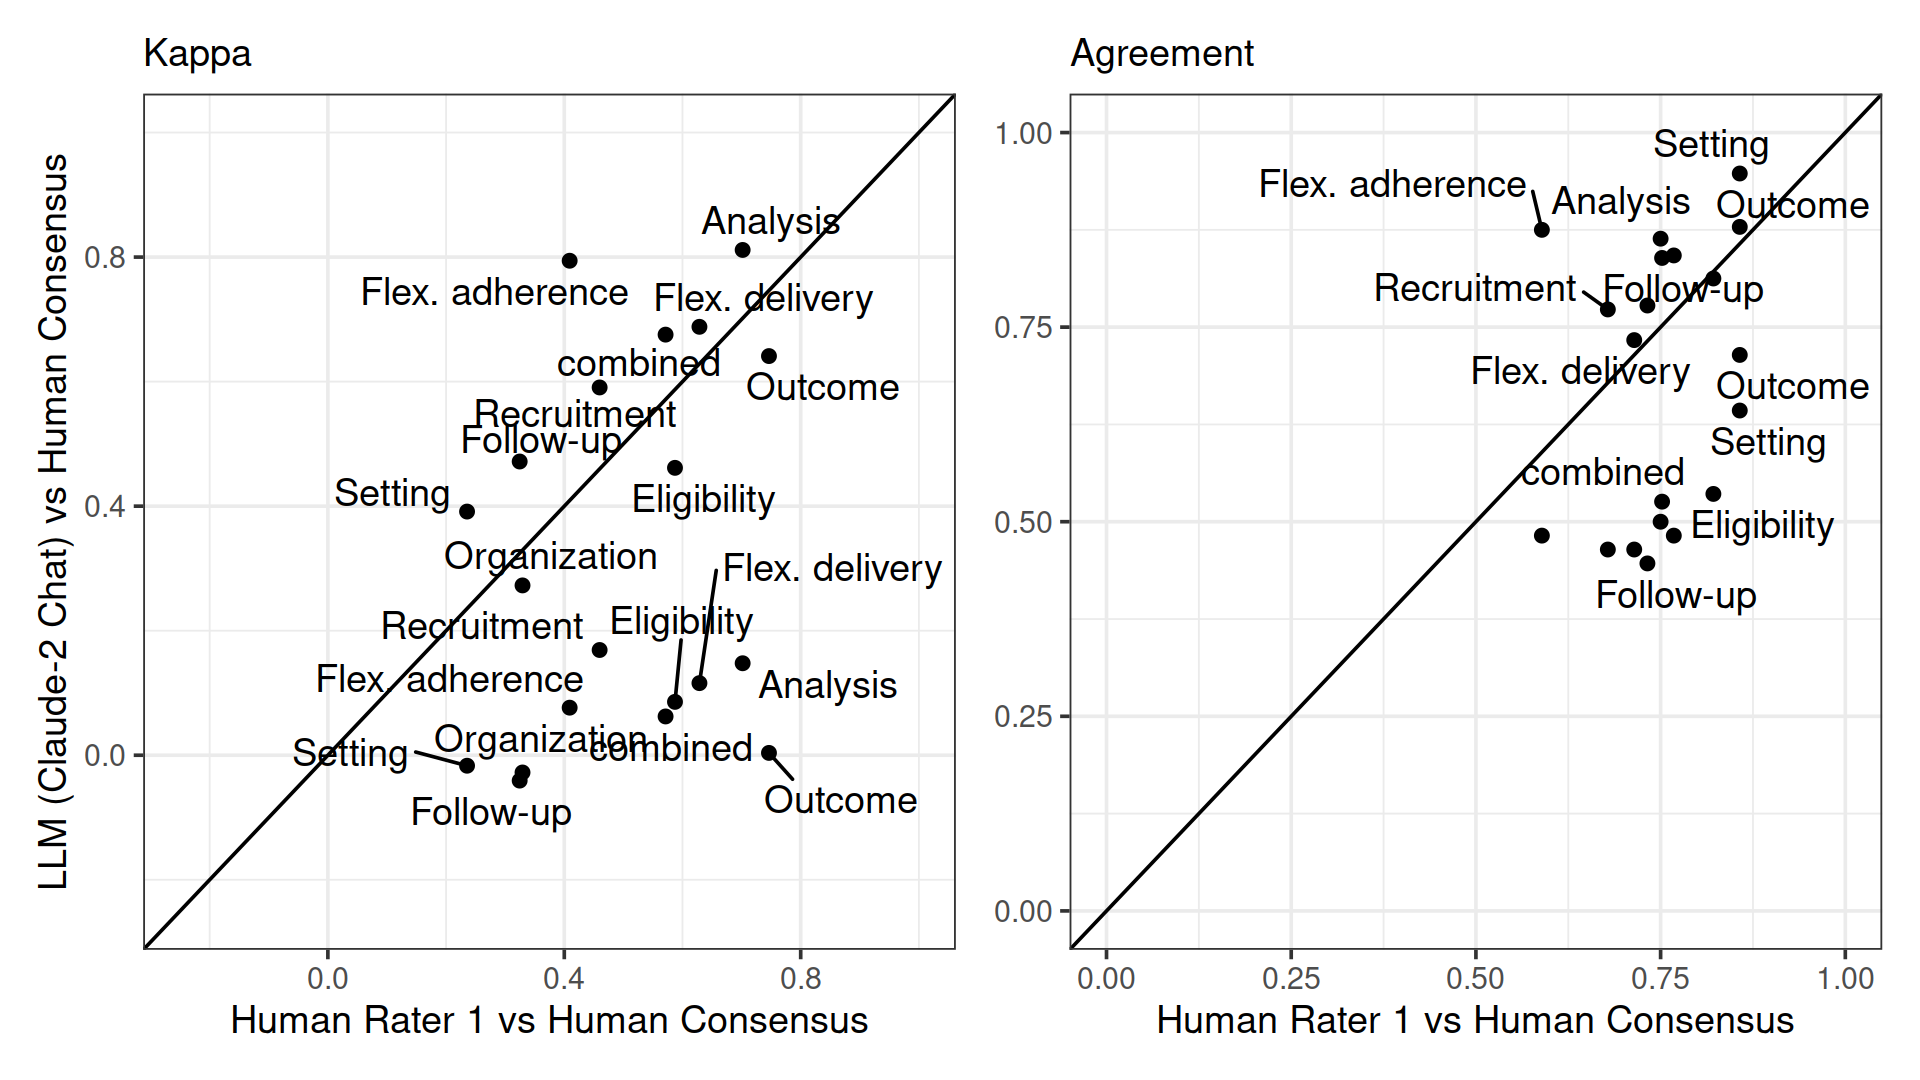 Kappa
Agreement
LLM (Claude-2 Chat) vs Human Consensus
0.8
0.4
0.0
Analysis
Flex. adherence
Flex. delivery
combined
Outcome
Recruitment
Follow-up
Setting
Eligibility
Organization
Flex. delivery
Recruitment
Eligibility
Flex. adherence
Analysis
Organization
Setting
combined
Outcome
Follow-up
0.0 0.4 0.8
Human Rater 1 vs Human Consensus
1.00
0.75
0.50
0.25
0.00
Setting
Flex. adherence
Analysis
Outcome
Recruitment
Follow-up
Flex. delivery
Outcome
Setting
combined
Eligibility
Follow-up
0.00 0.25 0.50 0.75 1.00
Human Rater 1 vs Human Consensus